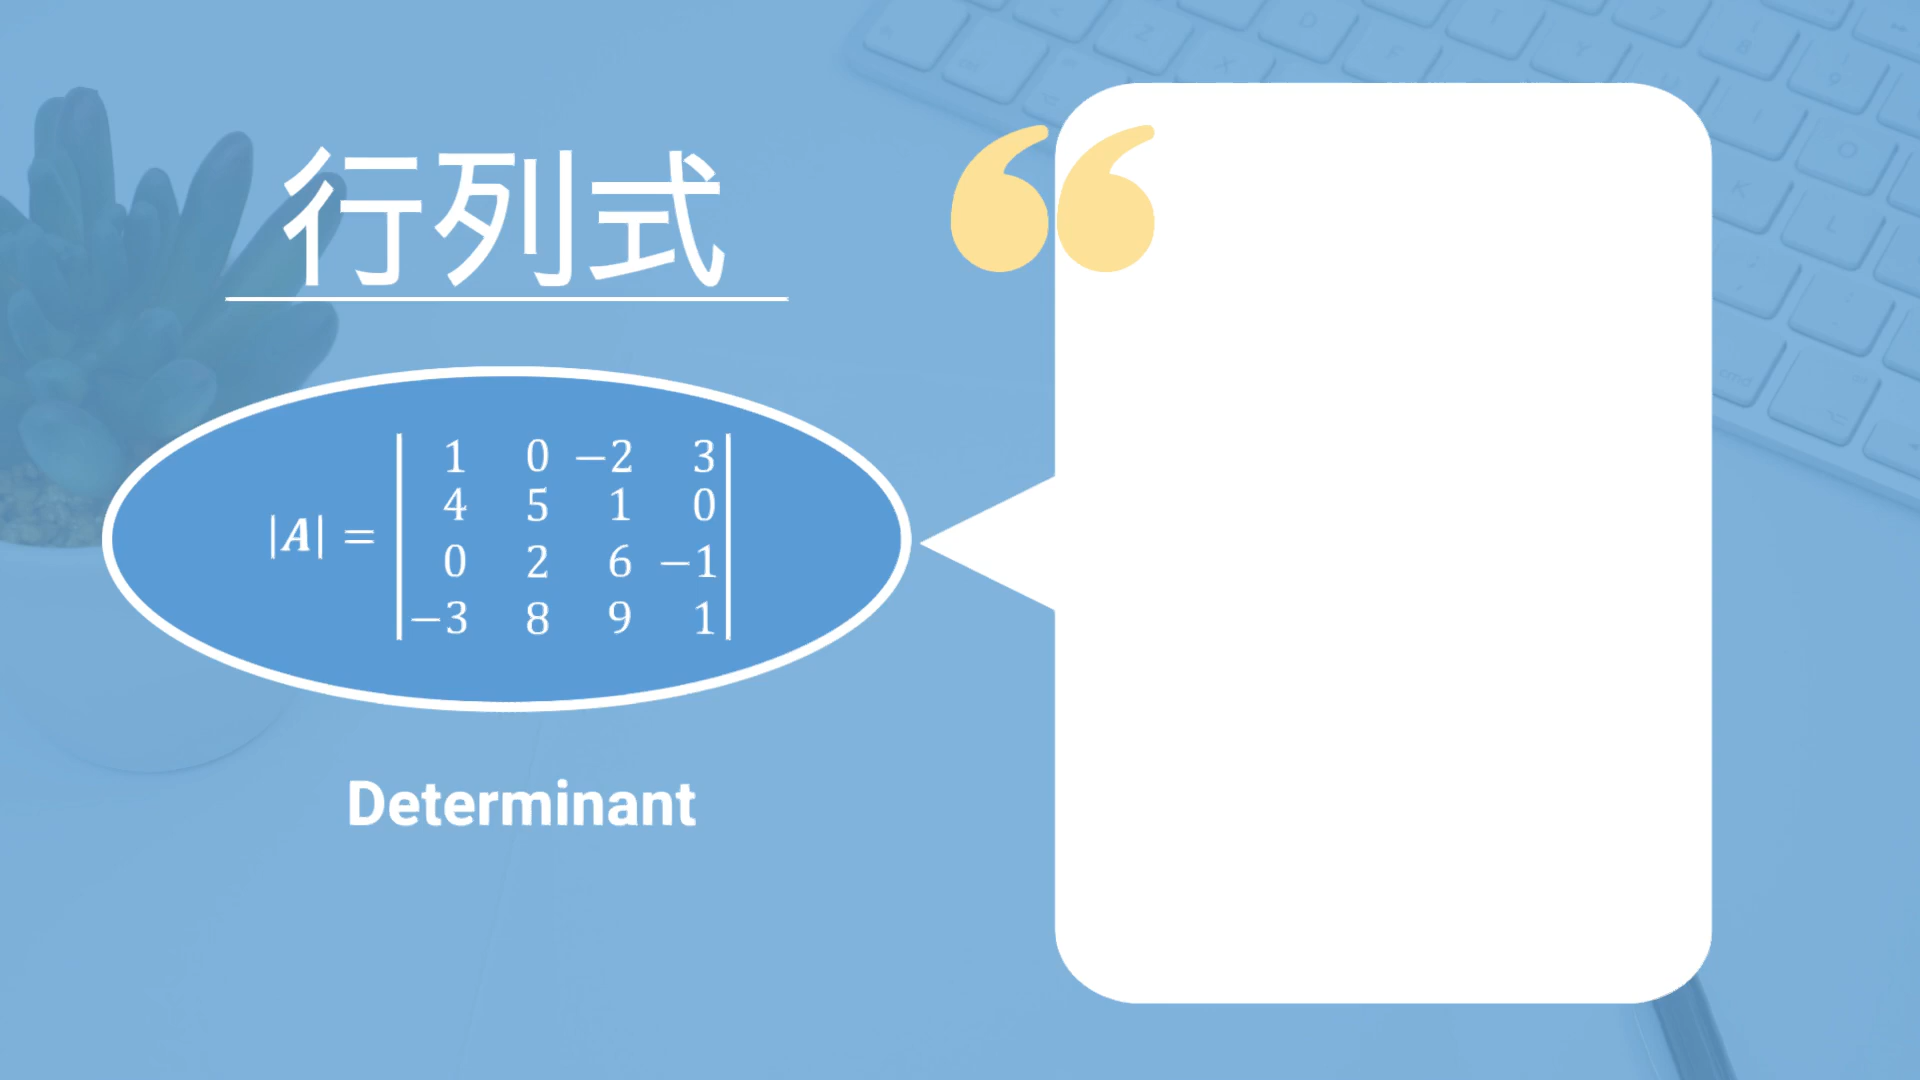 行列式
|A| = | 1 0 −2 3 |
| 4 5 1 0 |
| 0 2 6 −1 |
| −3 8 9 1 |
Determinant
“